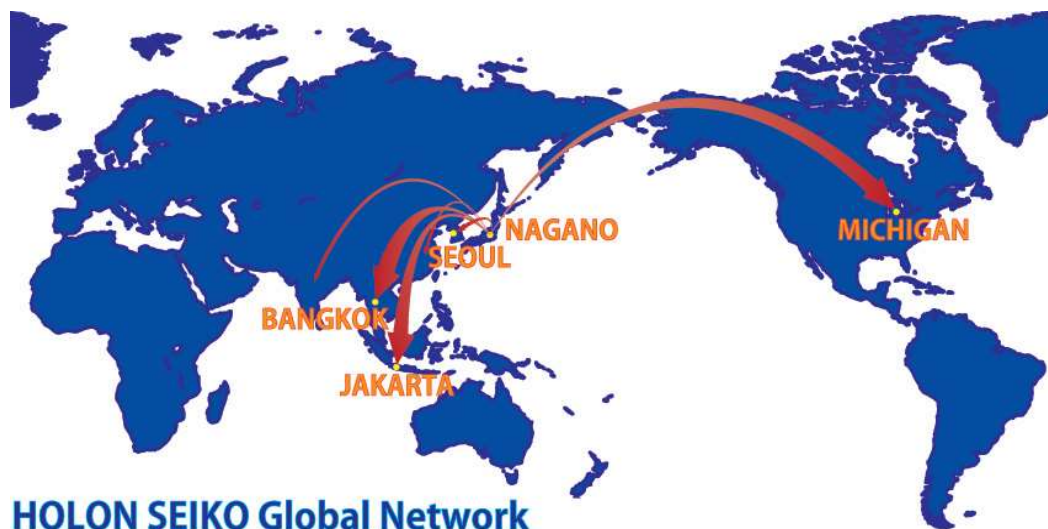 NAGANO
MICHIGAN
SEOUL
BANGKOK
JAKARTA
HOLON SEIKO Global Network